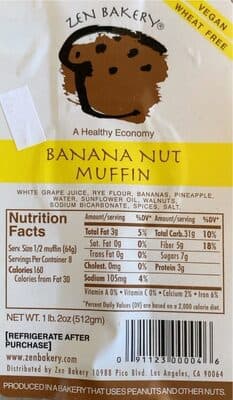 ZEN BAKERY®
VEGAN
WHEAT FREE
A Healthy Economy
BANANA NUT
MUFFIN
WHITE GRAPE JUICE, RYE FLOUR, BANANAS, PINEAPPLE,
WATER, SUNFLOWER OIL, WALNUTS,
SODIUM BICARBONATE, SPICES, SALT,
Nutrition
Facts
Serv. Size 1/2 muffin (64g)
Servings Per Container 8
Calories 160
Calories from Fat 30
Amount/serving %DV* Amount/serving %DV*
Total Fat 3g 5% Total Carb. 31g 10%
Sat. Fat 0g 0% Fiber 5g 18%
Trans Fat 0g 0% Sugars 7g
Cholest. 0mg 0% Protein 3g
Sodium 105mg 4%
Vitamin A 0% • Vitamin C 0% • Calcium 2% • Iron 6%
*Percent Daily Values (DV) are based on a 2,000 calorie diet.
NET WT. 1 lb. 2oz (512gm)
[REFRIGERATE AFTER
PURCHASE]
www.zenbakery.com
0 91123 00004 6
Distributed by Zen Bakery 10988 Pico Blvd. Los Angeles, CA 90064
PRODUCED IN A BAKERY THAT USES PEANUTS AND OTHER NUTS.